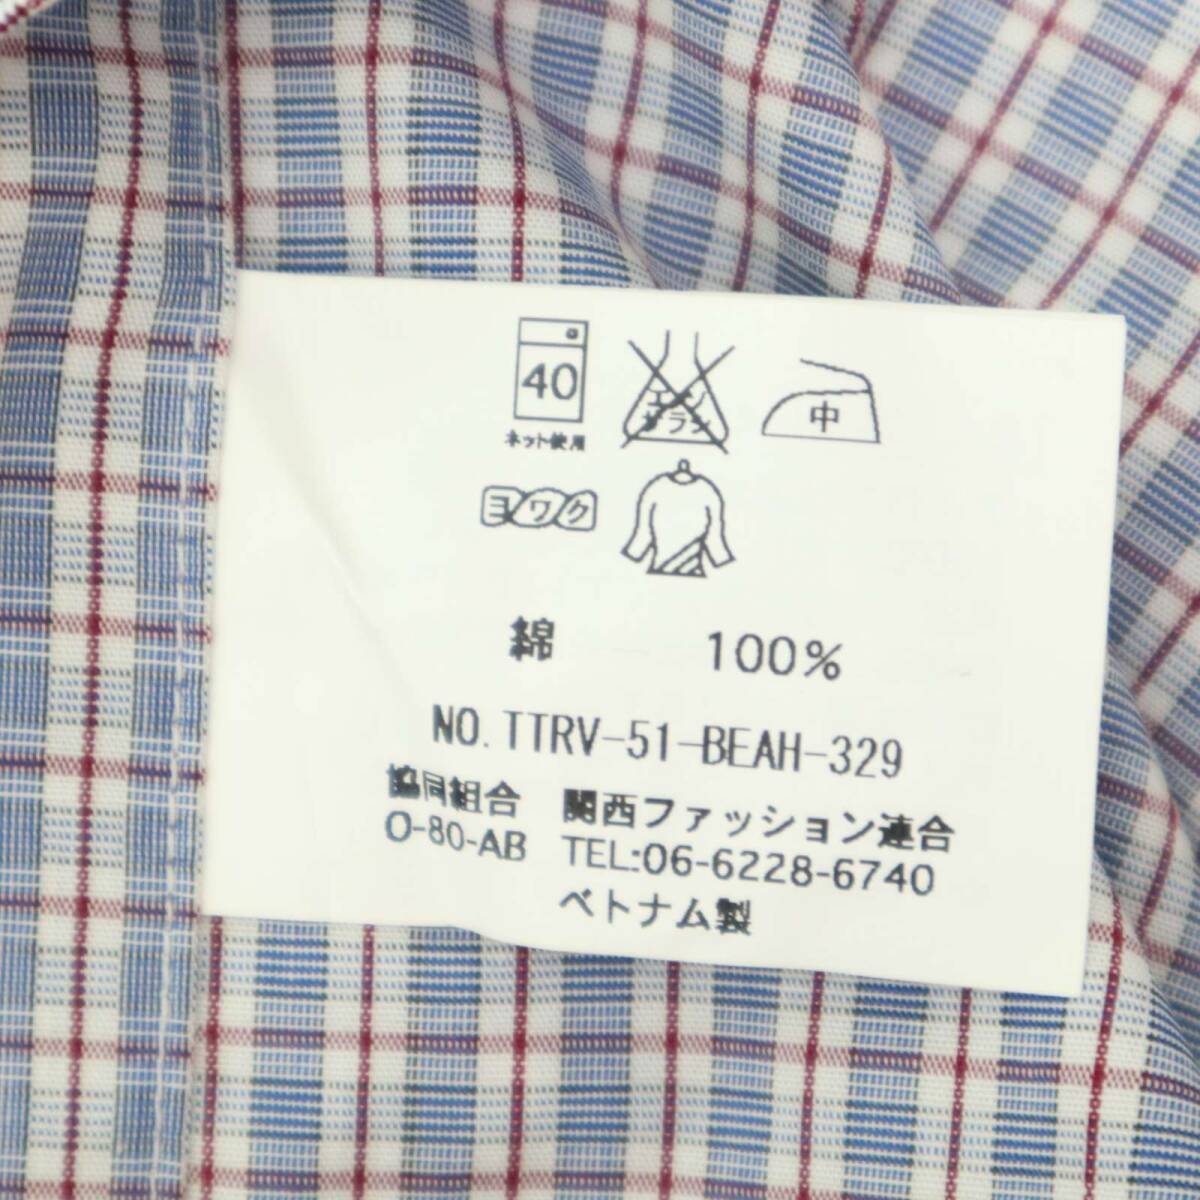 40
ネット使用
エンソ
サラシ
中
ヨワク
綿 100%
NO. TTRV-51-BEAH-329
協同組合 関西ファッション連合
O-80-AB TEL:06-6228-6740
ベトナム製